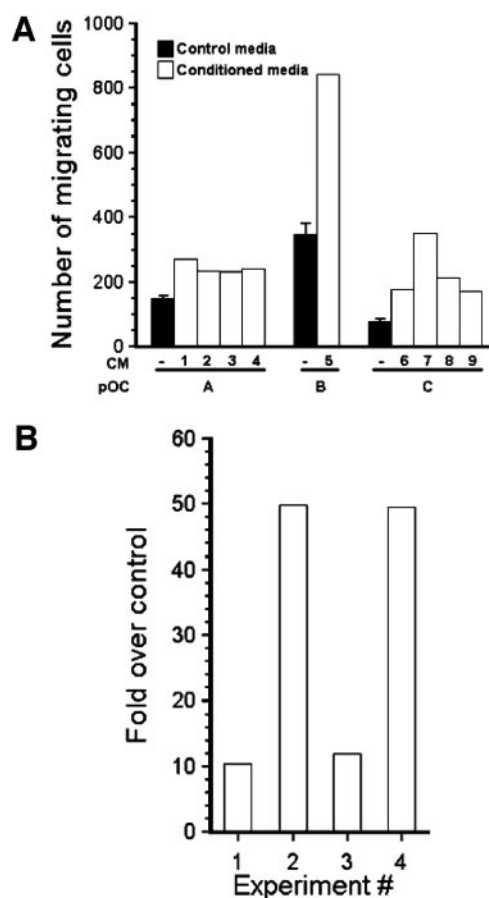 A
1000
800
600
400
200
0
Number of migrating cells
Control media
Conditioned media
CM - 1 2 3 4 - 5 - 6 7 8 9
pOC A B C
B
60
50
40
30
20
10
0
Fold over control
1 2 3 4
Experiment #